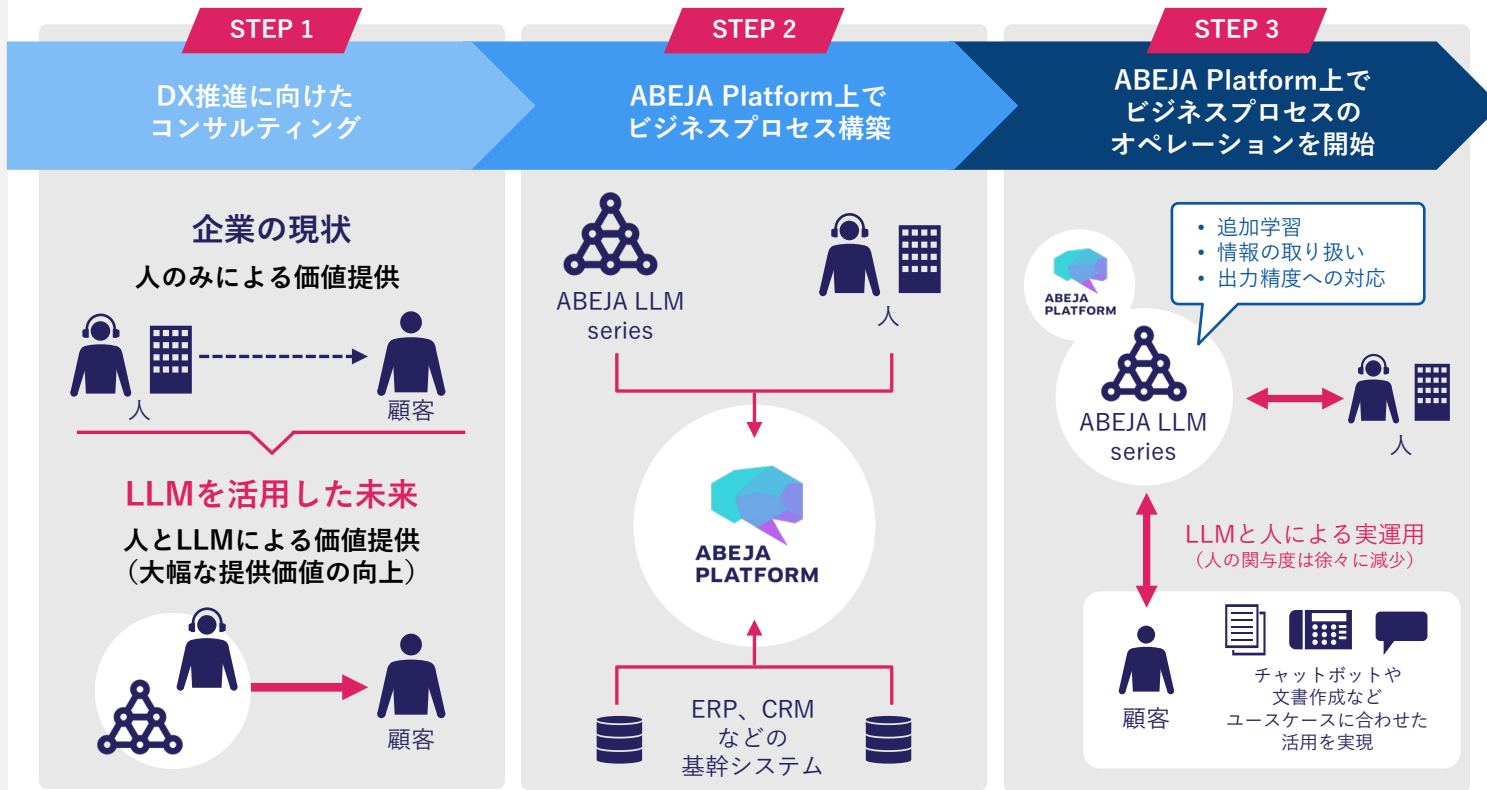 STEP 1
DX推進に向けた
コンサルティング
企業の現状
人のみによる価値提供
人
顧客
LLMを活用した未来
人とLLMによる価値提供
（大幅な提供価値の向上）
顧客
STEP 2
ABEJA Platform上で
ビジネスプロセス構築
ABEJA LLM
series
人
ABEJA
PLATFORM
ERP、CRM
などの
基幹システム
STEP 3
ABEJA Platform上で
ビジネスプロセスの
オペレーションを開始
• 追加学習
• 情報の取り扱い
• 出力精度への対応
ABEJA
PLATFORM
ABEJA LLM
series
人
LLMと人による実運用
（人の関与度は徐々に減少）
顧客
チャットボットや
文書作成など
ユースケースに合わせた
活用を実現